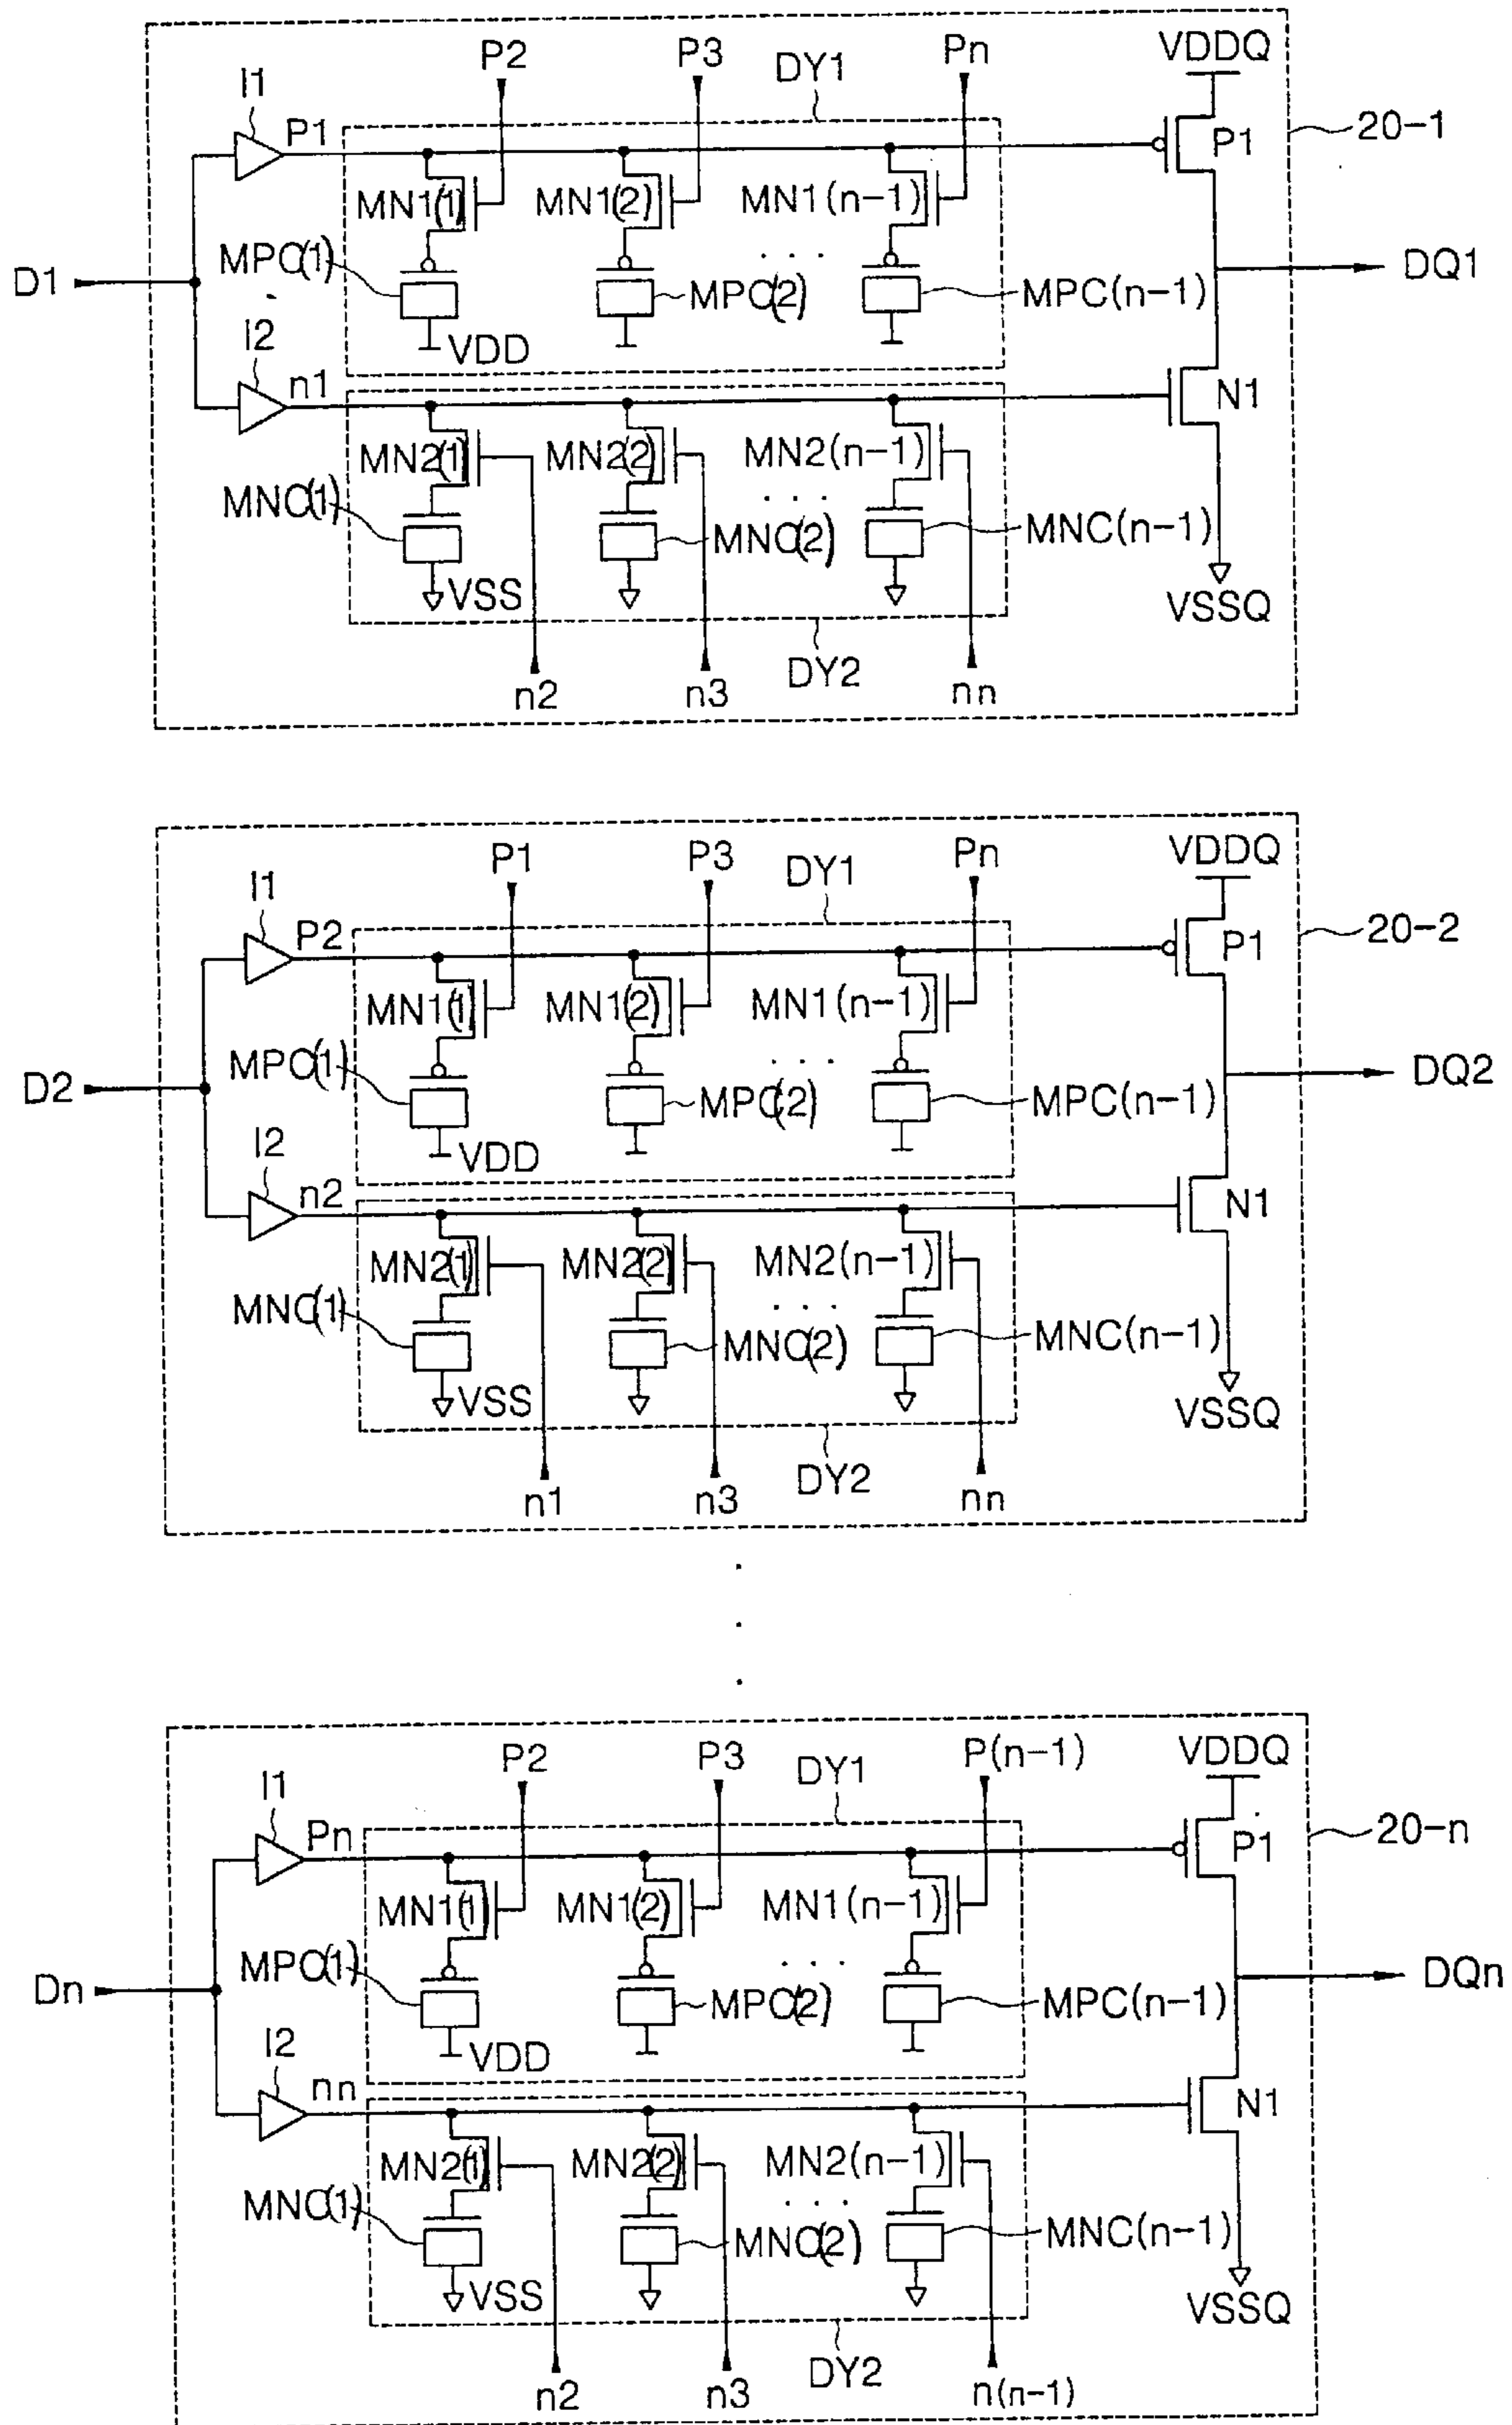 P2
P3
DY1
Pn
VDDQ
I1
P1
20-1
P1
MN1(1)
MN1(2)
MN1(n-1)
MPC(1)
MPC(2)
MPC(n-1)
. . .
D1
DQ1
VDD
I2
n1
N1
MN2(1)
MN2(2)
MN2(n-1)
MNC(1)
MNC(2)
MNC(n-1)
. . .
VSS
VSSQ
DY2
n2
n3
nn
P1
P3
DY1
Pn
VDDQ
I1
P2
20-2
P1
MN1(1)
MN1(2)
MN1(n-1)
MPC(1)
MPC(2)
MPC(n-1)
. . .
D2
DQ2
VDD
I2
n2
N1
MN2(1)
MN2(2)
MN2(n-1)
MNC(1)
MNC(2)
MNC(n-1)
. . .
VSS
VSSQ
DY2
n1
n3
nn
.
.
.
P2
P3
DY1
P(n-1)
VDDQ
I1
Pn
20-n
P1
MN1(1)
MN1(2)
MN1(n-1)
MPC(1)
MPC(2)
MPC(n-1)
. . .
Dn
DQn
VDD
I2
nn
N1
MN2(1)
MN2(2)
MN2(n-1)
MNC(1)
MNC(2)
MNC(n-1)
. . .
VSS
VSSQ
DY2
n2
n3
n(n-1)